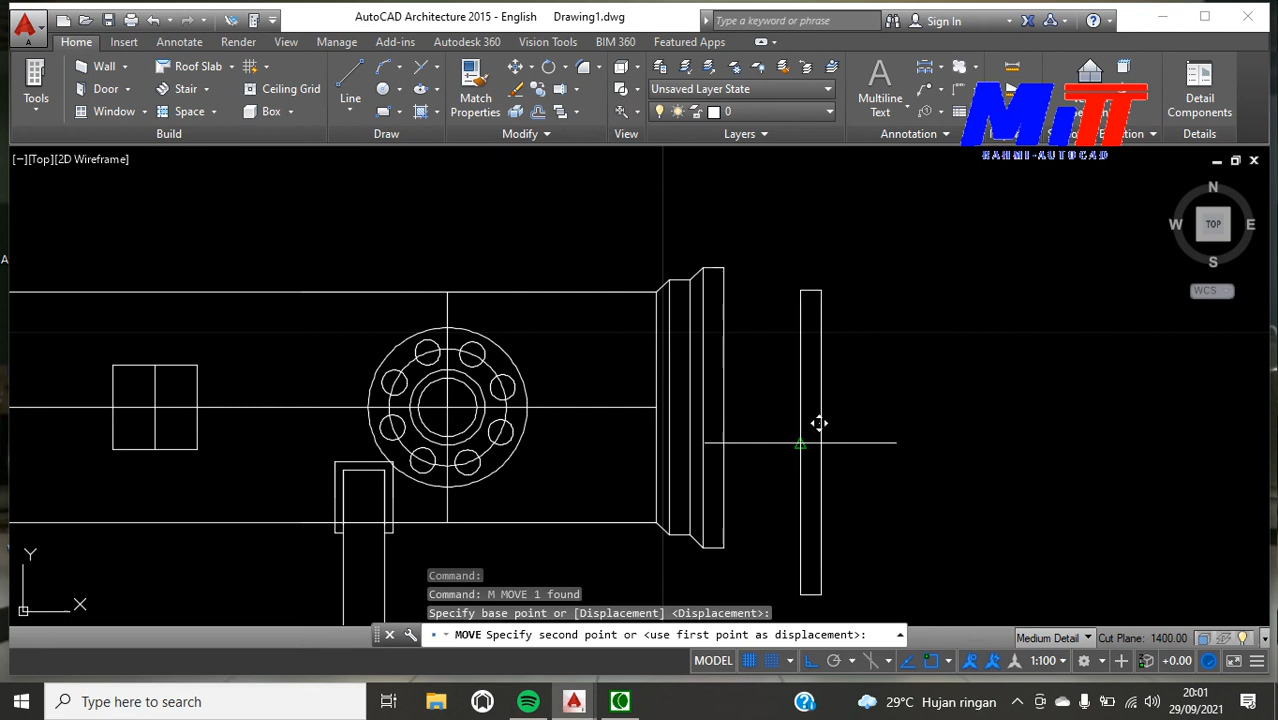 AutoCAD Architecture 2015 - English Drawing1.dwg
Type a keyword or phrase
Sign In
Home Insert Annotate Render View Manage Add-ins Autodesk 360 Vision Tools BIM 360 Featured Apps
Tools
Wall
Door
Window
Roof Slab
Stair
Space
Ceiling Grid
Box
Line
Match
Properties
Unsaved Layer State
0
A
Multiline
Text
Detail
Components
Build Draw Modify View Layers Annotation Details
MiTT
HAHMI-AUTOCAD
[−][Top][2D Wireframe]
N
W TOP E
S
WCS
A
Y
X
Command:
Command: M MOVE 1 found
Specify base point or [Displacement] <Displacement>:
MOVE Specify second point or <use first point as displacement>:
Medium Detail Cut Plane: 1400.00
MODEL 1:100 +0.00
Type here to search
29°C Hujan ringan
20:01
29/09/2021